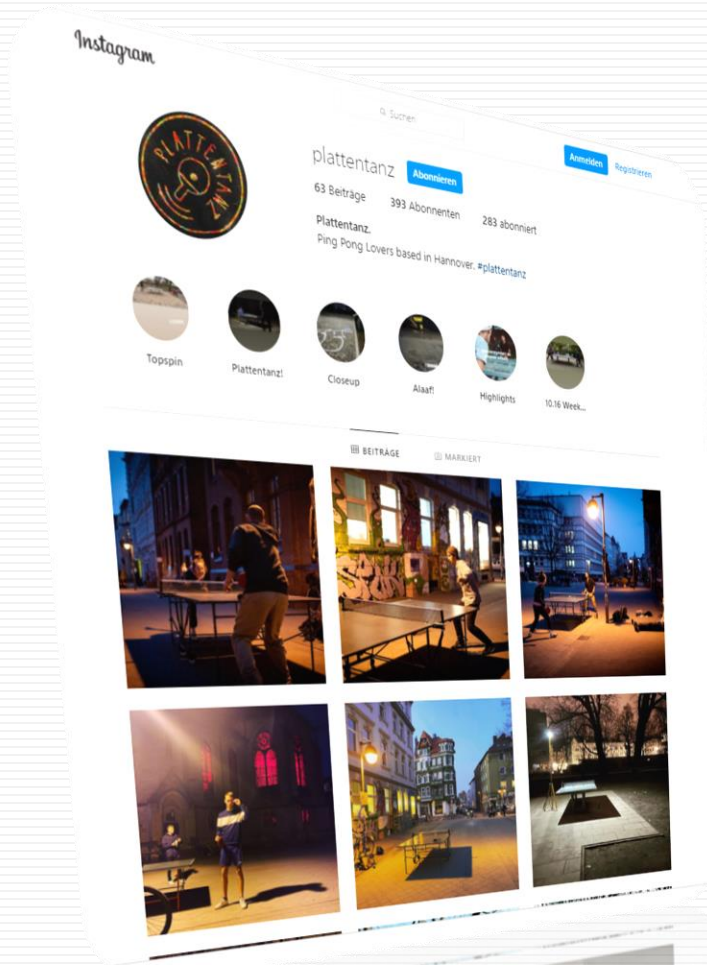 Instagram
Suchen
Anmelden Registrieren
PLATTENTANZ
plattentanz Abonnieren
63 Beiträge 393 Abonnenten 283 abonniert
Plattentanz.
Ping Pong Lovers based in Hannover. #plattentanz
Topspin Plattentanz! Closeup Alaaf! Highlights 10.16 Week...
BEITRÄGE MARKIERT